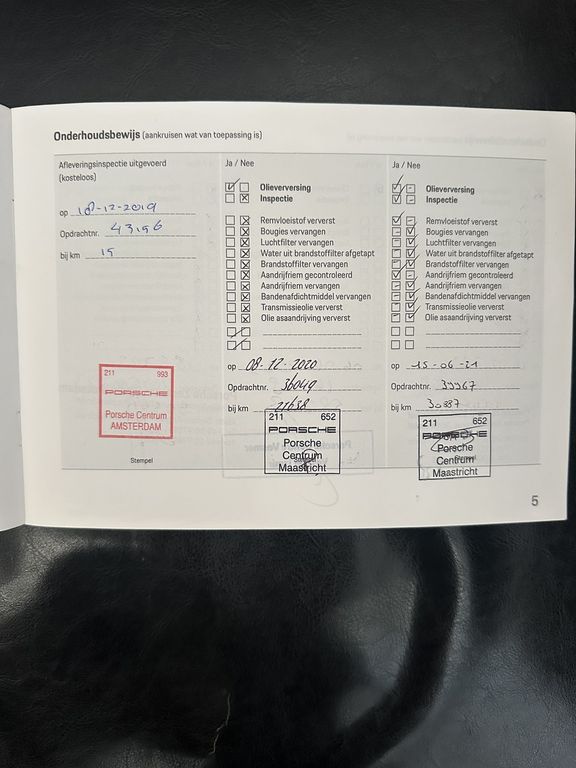 Onderhoudsbewijs (aankruisen wat van toepassing is)
Afleveringsinspectie uitgevoerd
(kosteloos)
op 18-12-2019
Opdrachtnr. 43196
bij km 15
211 993
PORSCHE
Porsche Centrum
AMSTERDAM
Stempel
Ja / Nee
Olieverversing
Inspectie
Remvloeistof ververst
Bougies vervangen
Luchtfilter vervangen
Water uit brandstoffilter afgetapt
Brandstoffilter vervangen
Aandrijfriem gecontroleerd
Aandrijfriem vervangen
Bandenafdichtmiddel vervangen
Transmissieolie ververst
Olie asaandrijving ververst
op 08-12-2020
Opdrachtnr. 36049
bij km 21638
211 652
PORSCHE
Porsche
Centrum
Maastricht
Ja / Nee
Olieverversing
Inspectie
Remvloeistof ververst
Bougies vervangen
Luchtfilter vervangen
Water uit brandstoffilter afgetapt
Brandstoffilter vervangen
Aandrijfriem gecontroleerd
Aandrijfriem vervangen
Bandenafdichtmiddel vervangen
Transmissieolie ververst
Olie asaandrijving ververst
op 15-06-21
Opdrachtnr. 39967
bij km 30887
211 652
PORSCHE
Porsche
Centrum
Maastricht
5